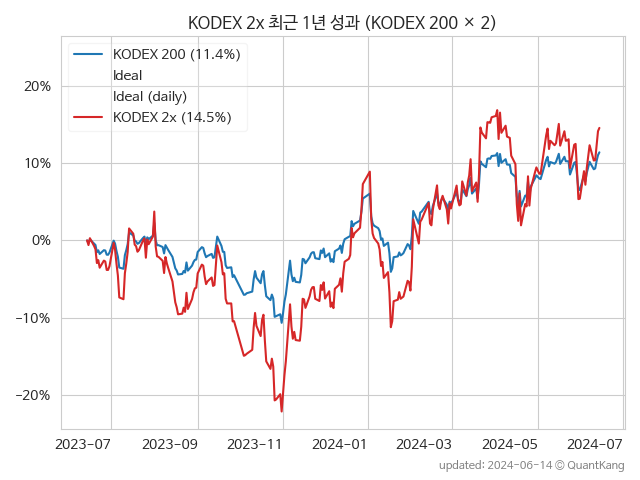 KODEX 2x 최근 1년 성과 (KODEX 200 × 2)
KODEX 200 (11.4%)
Ideal
Ideal (daily)
KODEX 2x (14.5%)
20%
10%
0%
−10%
−20%
2023-07
2023-09
2023-11
2024-01
2024-03
2024-05
2024-07
updated: 2024-06-14 © QuantKang